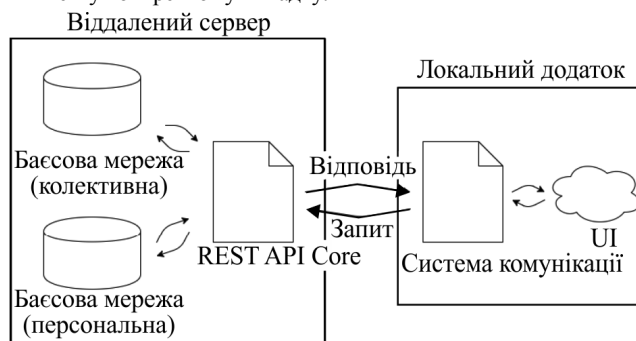 Віддалений сервер
Локальний додаток
Баєсова мережа
(колективна)
Відповідь
Запит
REST API Core
Система комунікації
UI
Баєсова мережа
(персональна)